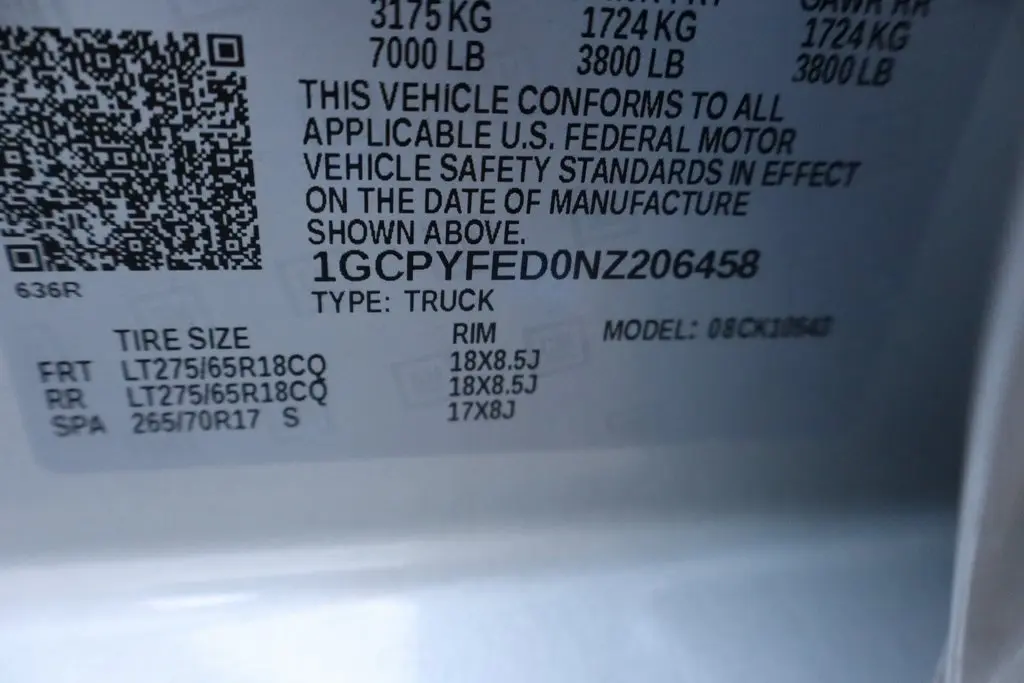 3175 KG 1724 KG 1724 KG
7000 LB 3800 LB 3800 LB
THIS VEHICLE CONFORMS TO ALL
APPLICABLE U.S. FEDERAL MOTOR
VEHICLE SAFETY STANDARDS IN EFFECT
ON THE DATE OF MANUFACTURE
SHOWN ABOVE.
1GCPYFED0NZ206458
636R
TYPE: TRUCK
TIRE SIZE RIM MODEL:
FRT LT275/65R18CQ 18X8.5J
RR LT275/65R18CQ 18X8.5J
SPA 265/70R17 S 17X8J